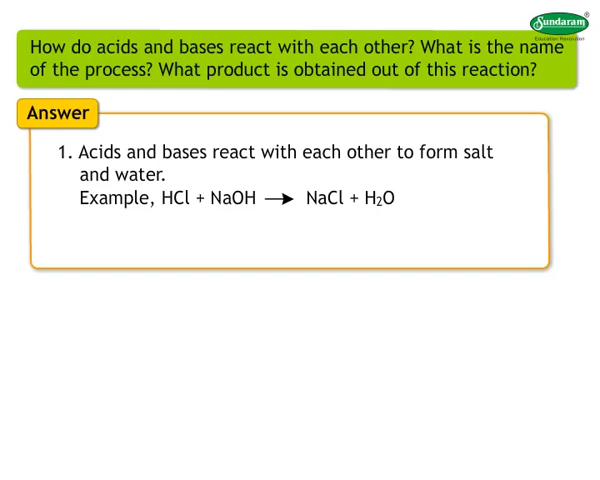 Sundaram
Education Renovation
How do acids and bases react with each other? What is the name
of the process? What product is obtained out of this reaction?
Answer
1. Acids and bases react with each other to form salt
and water.
Example, HCl + NaOH → NaCl + H₂O